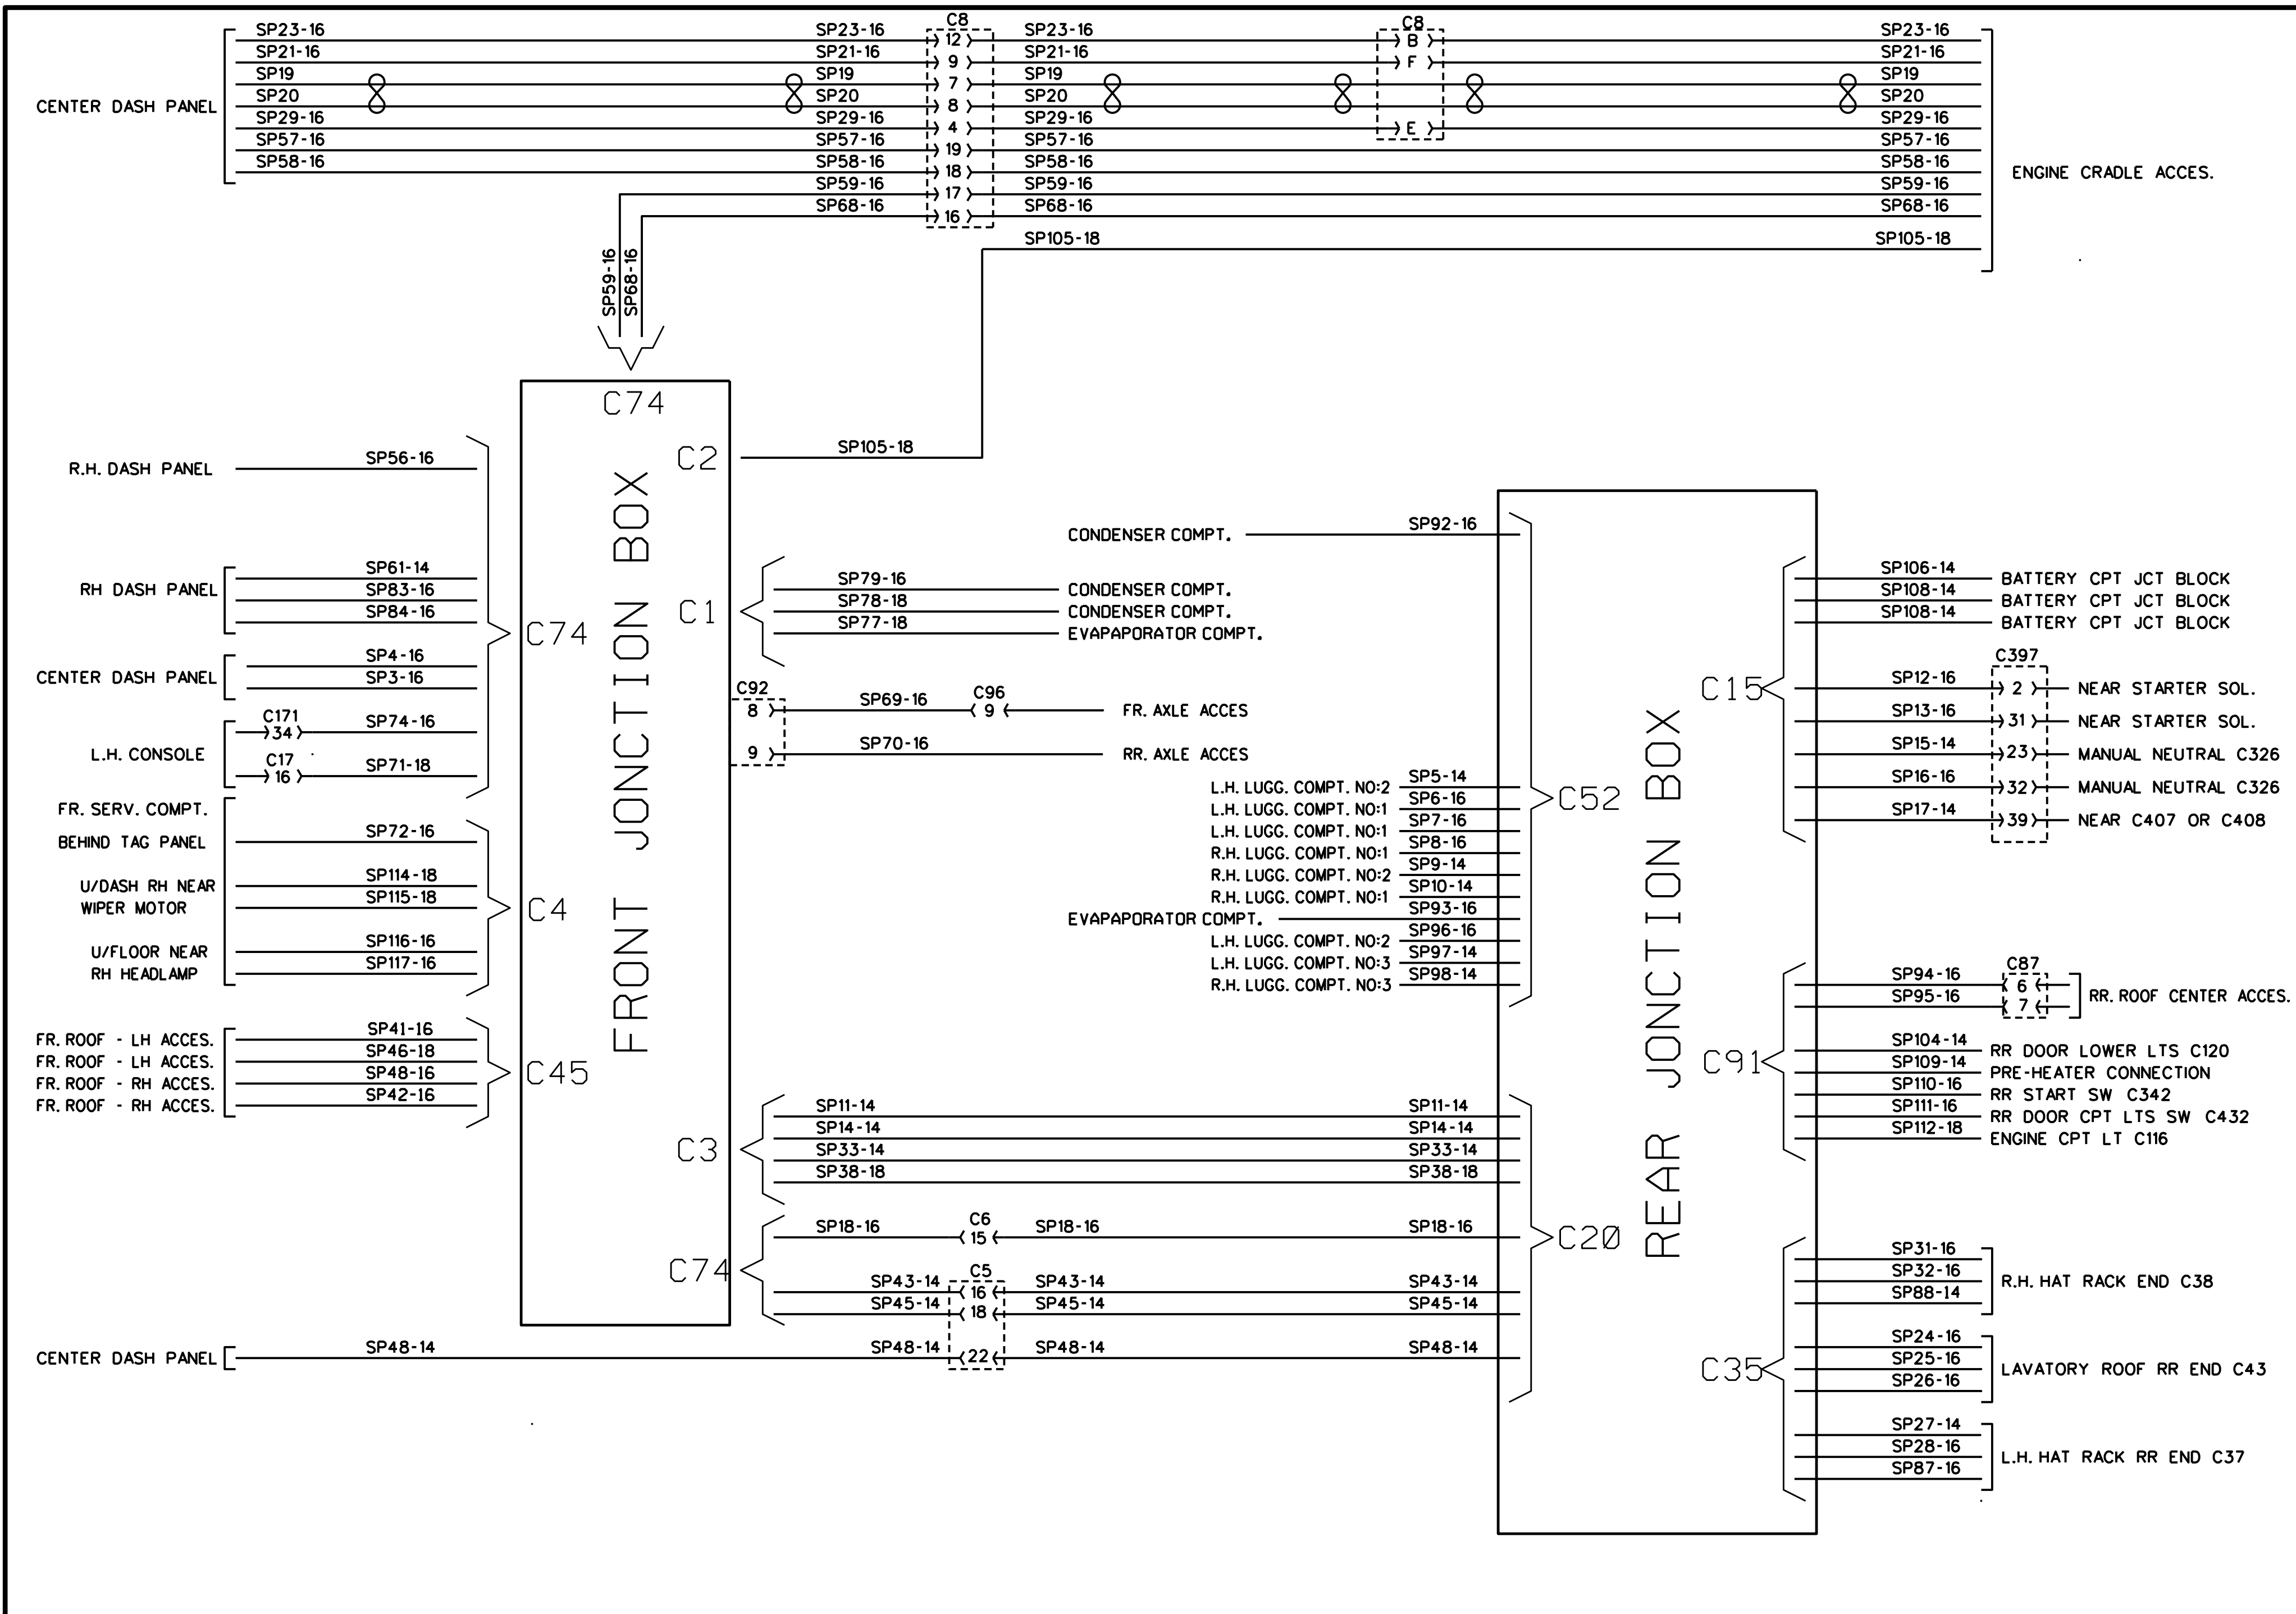 C8
C8
SP23-16 SP23-16 12 SP23-16 B SP23-16
SP21-16 SP21-16 9 SP21-16 F SP21-16
SP19 SP19 7 SP19 SP19
CENTER DASH PANEL
SP20 SP20 8 SP20 SP20
SP29-16 SP29-16 4 SP29-16 E SP29-16
SP57-16 SP57-16 19 SP57-16 SP57-16
SP58-16 SP58-16 18 SP58-16 SP58-16
ENGINE CRADLE ACCES.
SP59-16 17 SP59-16 SP59-16
SP68-16 16 SP68-16 SP68-16
SP105-18 SP105-18
SP59-16
SP68-16
C74
FRONT JONCTION BOX
C2 SP105-18
R.H. DASH PANEL SP56-16
RH DASH PANEL
SP61-14
SP83-16
SP84-16
C74
CENTER DASH PANEL
SP4-16
SP3-16
L.H. CONSOLE
C171
34 SP74-16
C17
16 SP71-18
FR. SERV. COMPT.
BEHIND TAG PANEL SP72-16
U/DASH RH NEAR
WIPER MOTOR
SP114-18
SP115-18
C4
U/FLOOR NEAR
RH HEADLAMP
SP116-16
SP117-16
FR. ROOF - LH ACCES. SP41-16
FR. ROOF - LH ACCES. SP46-18
FR. ROOF - RH ACCES. SP48-16
FR. ROOF - RH ACCES. SP42-16
C45
C1
SP79-16 CONDENSER COMPT.
SP78-18 CONDENSER COMPT.
SP77-18 EVAPAPORATOR COMPT.
C92
8 SP69-16 C96 9 FR. AXLE ACCES
9 SP70-16 RR. AXLE ACCES
CONDENSER COMPT. SP92-16
L.H. LUGG. COMPT. NO:2 SP5-14
L.H. LUGG. COMPT. NO:1 SP6-16
L.H. LUGG. COMPT. NO:1 SP7-16
R.H. LUGG. COMPT. NO:1 SP8-16
R.H. LUGG. COMPT. NO:2 SP9-14
R.H. LUGG. COMPT. NO:1 SP10-14
EVAPAPORATOR COMPT. SP93-16
L.H. LUGG. COMPT. NO:2 SP96-16
L.H. LUGG. COMPT. NO:3 SP97-14
R.H. LUGG. COMPT. NO:3 SP98-14
C52
C3
SP11-14 SP11-14
SP14-14 SP14-14
SP33-14 SP33-14
SP38-18 SP38-18
C6
SP18-16 15 SP18-16 SP18-16
C74
C20
C5
SP43-14 16 SP43-14 SP43-14
SP45-14 18 SP45-14 SP45-14
CENTER DASH PANEL SP48-14 SP48-14 22 SP48-14 SP48-14
REAR JONCTION BOX
C15
SP106-14 BATTERY CPT JCT BLOCK
SP108-14 BATTERY CPT JCT BLOCK
SP108-14 BATTERY CPT JCT BLOCK
C397
SP12-16 2 NEAR STARTER SOL.
SP13-16 31 NEAR STARTER SOL.
SP15-14 23 MANUAL NEUTRAL C326
SP16-16 32 MANUAL NEUTRAL C326
SP17-14 39 NEAR C407 OR C408
C91
C87
SP94-16 6
SP95-16 7
RR. ROOF CENTER ACCES.
SP104-14 RR DOOR LOWER LTS C120
SP109-14 PRE-HEATER CONNECTION
SP110-16 RR START SW C342
SP111-16 RR DOOR CPT LTS SW C432
SP112-18 ENGINE CPT LT C116
C35
SP31-16
SP32-16
SP88-14
R.H. HAT RACK END C38
SP24-16
SP25-16
SP26-16
LAVATORY ROOF RR END C43
SP27-14
SP28-16
SP87-16
L.H. HAT RACK RR END C37